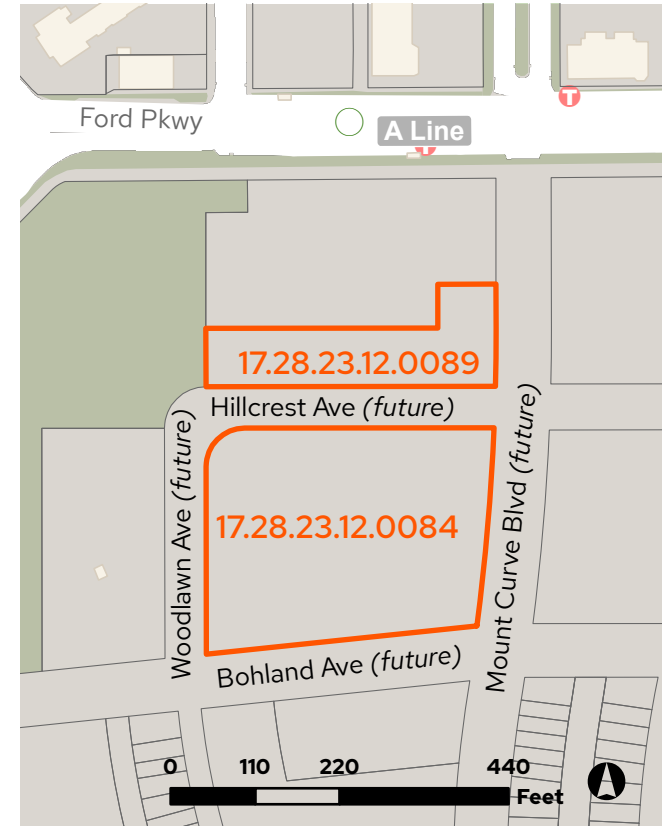 Ford Pkwy
A Line
T
T
17.28.23.12.0089
Hillcrest Ave (future)
Woodlawn Ave (future)
Mount Curve Blvd (future)
17.28.23.12.0084
Bohland Ave (future)
0 110 220 440
Feet